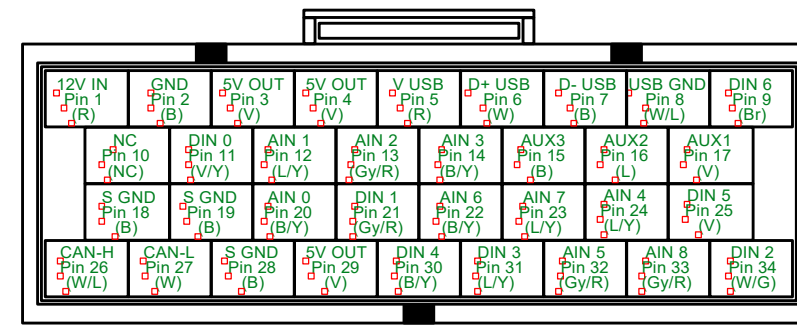 12V IN
Pin 1
(R)
GND
Pin 2
(B)
5V OUT
Pin 3
(V)
5V OUT
Pin 4
(V)
V USB
Pin 5
(R)
D+ USB
Pin 6
(W)
D- USB
Pin 7
(B)
USB GND
Pin 8
(W/L)
DIN 6
Pin 9
(Br)
NC
Pin 10
(NC)
DIN 0
Pin 11
(V/Y)
AIN 1
Pin 12
(L/Y)
AIN 2
Pin 13
(Gy/R)
AIN 3
Pin 14
(B/Y)
AUX3
Pin 15
(B)
AUX2
Pin 16
(L)
AUX1
Pin 17
(V)
S GND
Pin 18
(B)
S GND
Pin 19
(B)
AIN 0
Pin 20
(B/Y)
DIN 1
Pin 21
(Gy/R)
AIN 6
Pin 22
(B/Y)
AIN 7
Pin 23
(L/Y)
AIN 4
Pin 24
(L/Y)
DIN 5
Pin 25
(V)
CAN-H
Pin 26
(W/L)
CAN-L
Pin 27
(W)
S GND
Pin 28
(B)
5V OUT
Pin 29
(V)
DIN 4
Pin 30
(B/Y)
DIN 3
Pin 31
(L/Y)
AIN 5
Pin 32
(Gy/R)
AIN 8
Pin 33
(Gy/R)
DIN 2
Pin 34
(W/G)